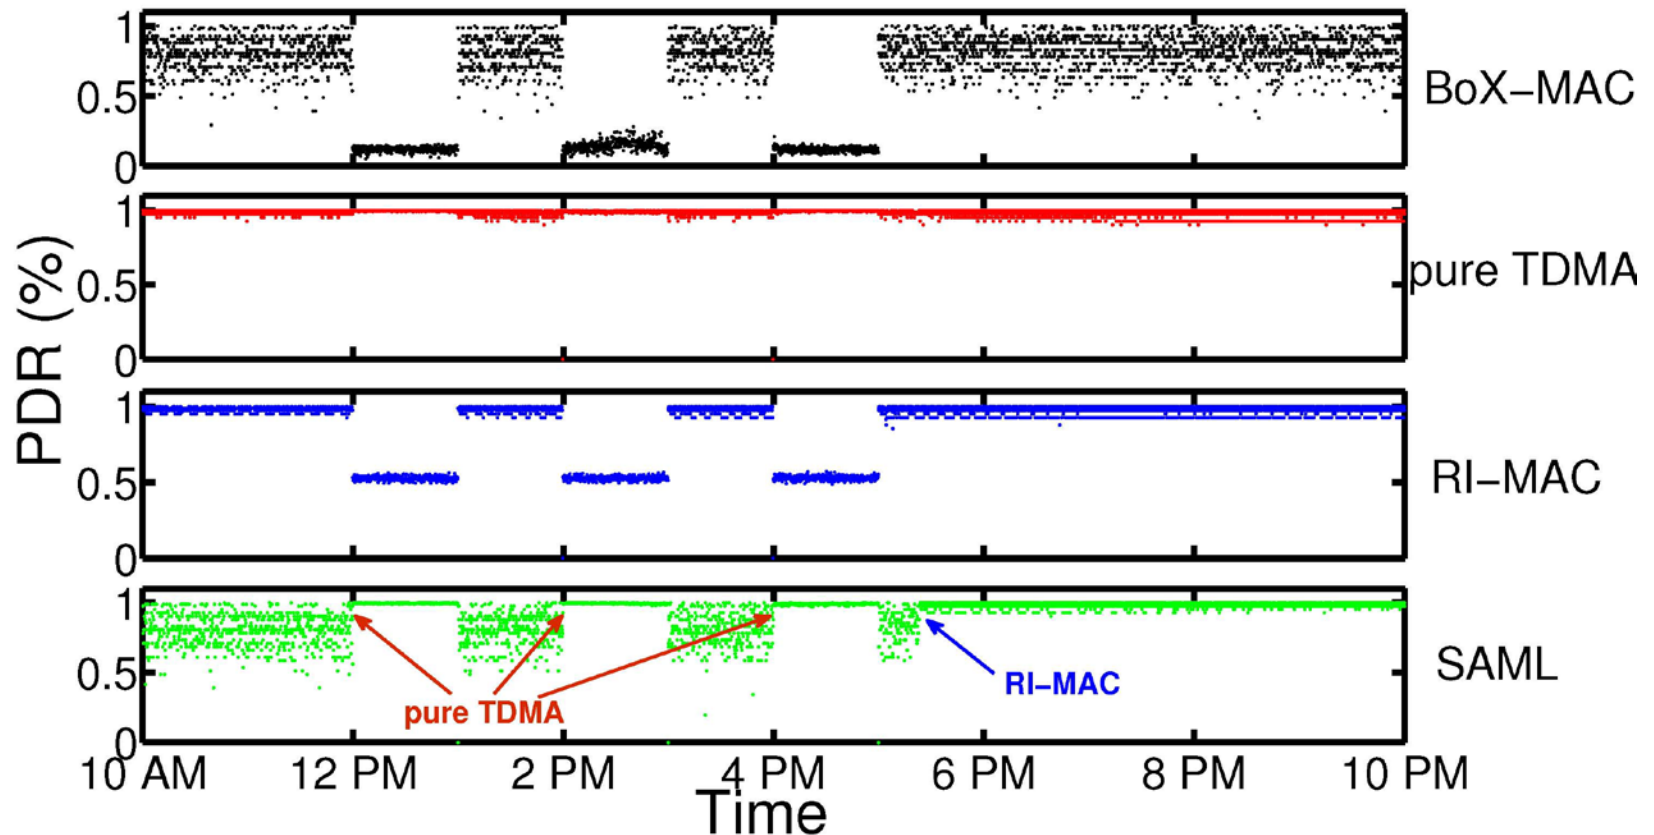 1
0.5
0
BoX-MAC
1
0.5
0
pure TDMA
1
0.5
0
RI-MAC
1
0.5
0
SAML
PDR (%)
pure TDMA
RI-MAC
10 AM 12 PM 2 PM 4 PM 6 PM 8 PM 10 PM
Time